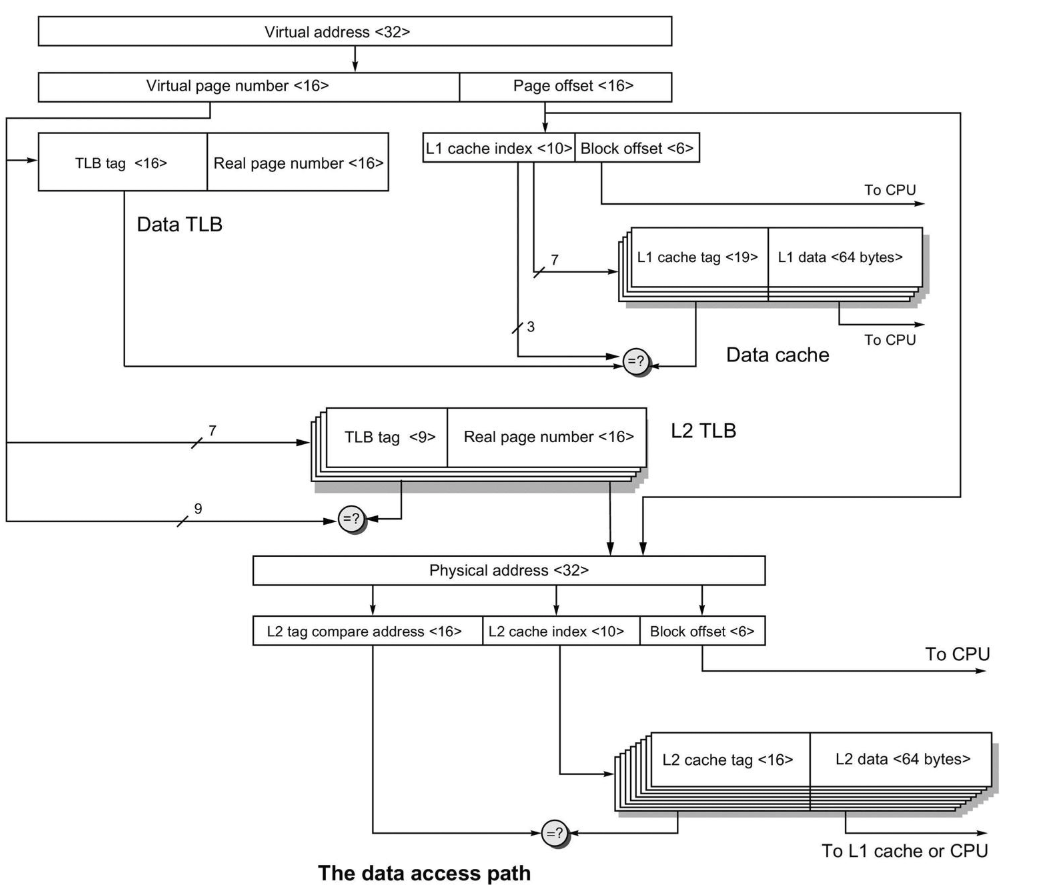 Virtual address <32>
Virtual page number <16>
Page offset <16>
TLB tag <16>
Real page number <16>
L1 cache index <10>
Block offset <6>
To CPU
Data TLB
L1 cache tag <19>
L1 data <64 bytes>
7
3
To CPU
Data cache
=?
7
TLB tag <9>
Real page number <16>
L2 TLB
9
=?
Physical address <32>
L2 tag compare address <16>
L2 cache index <10>
Block offset <6>
To CPU
L2 cache tag <16>
L2 data <64 bytes>
=?
To L1 cache or CPU
The data access path